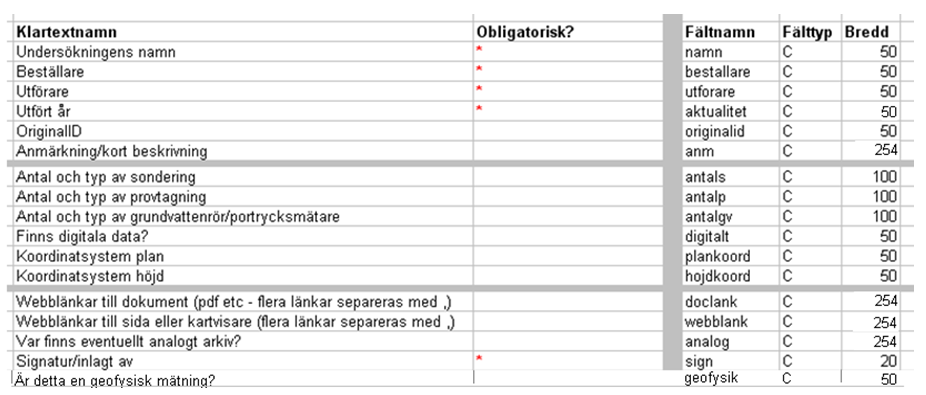 Klartextnamn Obligatorisk? Fältnamn Fälttyp Bredd
Undersökningens namn * namn C 50
Beställare * bestallare C 50
Utförare * utforare C 50
Utfört år * aktualitet C 50
OriginalID originalid C 50
Anmärkning/kort beskrivning anm C 254
Antal och typ av sondering antals C 100
Antal och typ av provtagning antalp C 100
Antal och typ av grundvattenrör/portrycksmätare antalgv C 100
Finns digitala data? digitalt C 50
Koordinatsystem plan plankoord C 50
Koordinatsystem höjd hojdkoord C 50
Webblänkar till dokument (pdf etc - flera länkar separeras med ,) doclank C 254
Webblänkar till sida eller kartvisare (flera länkar separeras med ,) webblank C 254
Var finns eventuellt analogt arkiv? analog C 254
Signatur/inlagt av * sign C 20
Är detta en geofysisk mätning? geofysik C 50